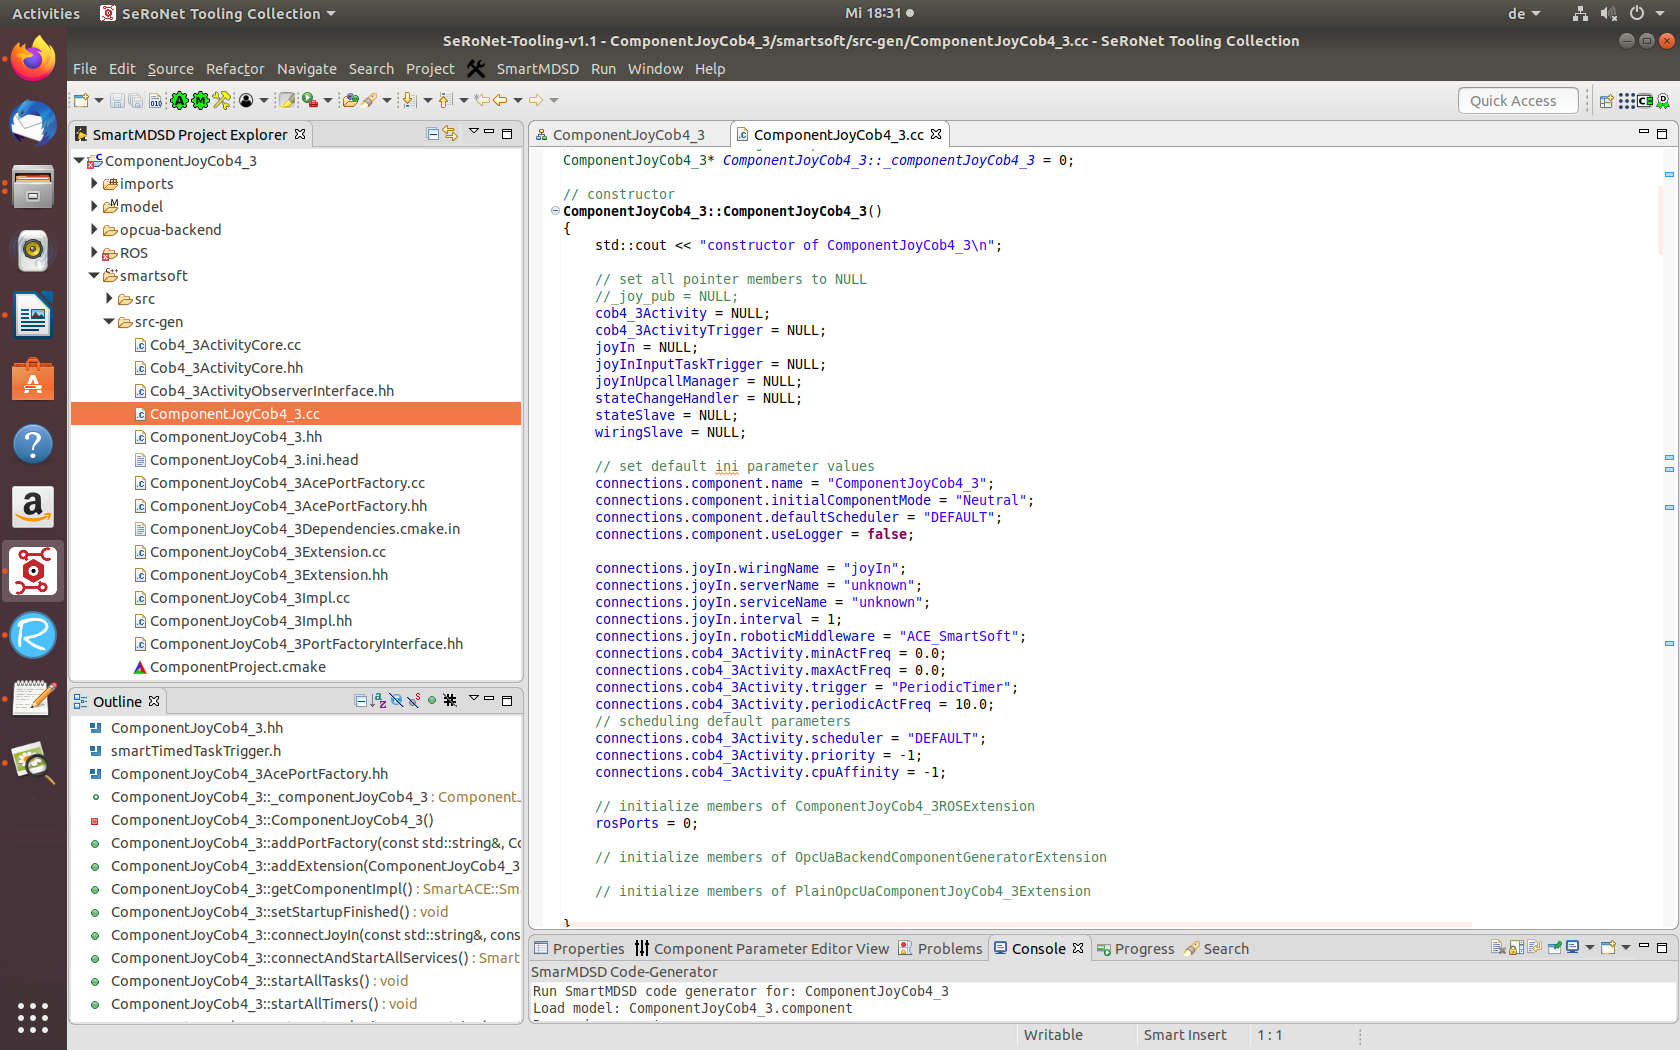 Activities
SeRoNet Tooling Collection
Mi 18:31
de
SeRoNet-Tooling-v1.1 - ComponentJoyCob4_3/smartsoft/src-gen/ComponentJoyCob4_3.cc - SeRoNet Tooling Collection
File Edit Source Refactor Navigate Search Project SmartMDSD Run Window Help
Quick Access
SmartMDSD Project Explorer
ComponentJoyCob4_3
imports
model
opcua-backend
ROS
smartsoft
src
src-gen
Cob4_3ActivityCore.cc
Cob4_3ActivityCore.hh
Cob4_3ActivityObserverInterface.hh
ComponentJoyCob4_3.cc
ComponentJoyCob4_3.hh
ComponentJoyCob4_3.ini.head
ComponentJoyCob4_3AcePortFactory.cc
ComponentJoyCob4_3AcePortFactory.hh
ComponentJoyCob4_3Dependencies.cmake.in
ComponentJoyCob4_3Extension.cc
ComponentJoyCob4_3Extension.hh
ComponentJoyCob4_3Impl.cc
ComponentJoyCob4_3Impl.hh
ComponentJoyCob4_3PortFactoryInterface.hh
ComponentProject.cmake
Outline
ComponentJoyCob4_3.hh
smartTimedTaskTrigger.h
ComponentJoyCob4_3AcePortFactory.hh
ComponentJoyCob4_3::_componentJoyCob4_3 : ComponentJ
ComponentJoyCob4_3::ComponentJoyCob4_3()
ComponentJoyCob4_3::addPortFactory(const std::string&, Co
ComponentJoyCob4_3::addExtension(ComponentJoyCob4_3
ComponentJoyCob4_3::getComponentImpl() : SmartACE::Sma
ComponentJoyCob4_3::setStartupFinished() : void
ComponentJoyCob4_3::connectJoyIn(const std::string&, cons
ComponentJoyCob4_3::connectAndStartAllServices() : Smart
ComponentJoyCob4_3::startAllTasks() : void
ComponentJoyCob4_3::startAllTimers() : void
ComponentJoyCob4_3
ComponentJoyCob4_3.cc
ComponentJoyCob4_3* ComponentJoyCob4_3::_componentJoyCob4_3 = 0;
// constructor
ComponentJoyCob4_3::ComponentJoyCob4_3()
{
std::cout << "constructor of ComponentJoyCob4_3\n";
// set all pointer members to NULL
//_joy_pub = NULL;
cob4_3Activity = NULL;
cob4_3ActivityTrigger = NULL;
joyIn = NULL;
joyInInputTaskTrigger = NULL;
joyInUpcallManager = NULL;
stateChangeHandler = NULL;
stateSlave = NULL;
wiringSlave = NULL;
// set default ini parameter values
connections.component.name = "ComponentJoyCob4_3";
connections.component.initialComponentMode = "Neutral";
connections.component.defaultScheduler = "DEFAULT";
connections.component.useLogger = false;
connections.joyIn.wiringName = "joyIn";
connections.joyIn.serverName = "unknown";
connections.joyIn.serviceName = "unknown";
connections.joyIn.interval = 1;
connections.joyIn.roboticMiddleware = "ACE_SmartSoft";
connections.cob4_3Activity.minActFreq = 0.0;
connections.cob4_3Activity.maxActFreq = 0.0;
connections.cob4_3Activity.trigger = "PeriodicTimer";
connections.cob4_3Activity.periodicActFreq = 10.0;
// scheduling default parameters
connections.cob4_3Activity.scheduler = "DEFAULT";
connections.cob4_3Activity.priority = -1;
connections.cob4_3Activity.cpuAffinity = -1;
// initialize members of ComponentJoyCob4_3ROSExtension
rosPorts = 0;
// initialize members of OpcUaBackendComponentGeneratorExtension
// initialize members of PlainOpcUaComponentJoyCob4_3Extension
}
Properties Component Parameter Editor View Problems Console Progress Search
SmarMDSD Code-Generator
Run SmartMDSD code generator for: ComponentJoyCob4_3
Load model: ComponentJoyCob4_3.component
Writable Smart Insert 1 : 1